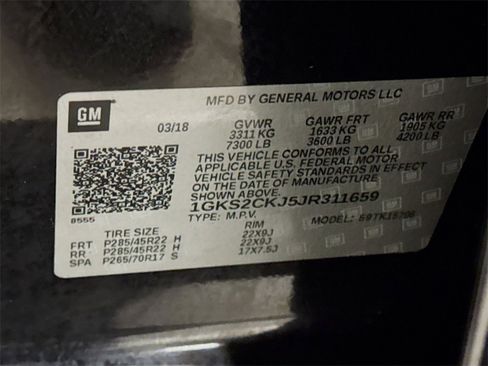 GM
MFD BY GENERAL MOTORS LLC
03/18 GVWR GAWR FRT GAWR RR
3311 KG 1633 KG 1905 KG
7300 LB 3600 LB 4200 LB
THIS VEHICLE CONFORMS TO ALL
APPLICABLE U.S. FEDERAL MOTOR
VEHICLE SAFETY STANDARDS IN EFFECT
ON THE DATE OF MANUFACTURE
SHOWN ABOVE.
1GKS2CKJ5JR311659
8555 TYPE: M.P.V. MODEL:
TIRE SIZE RIM
FRT P285/45R22 H 22X9J
RR P285/45R22 H 22X9J
SPA P265/70R17 S 17X7.5J